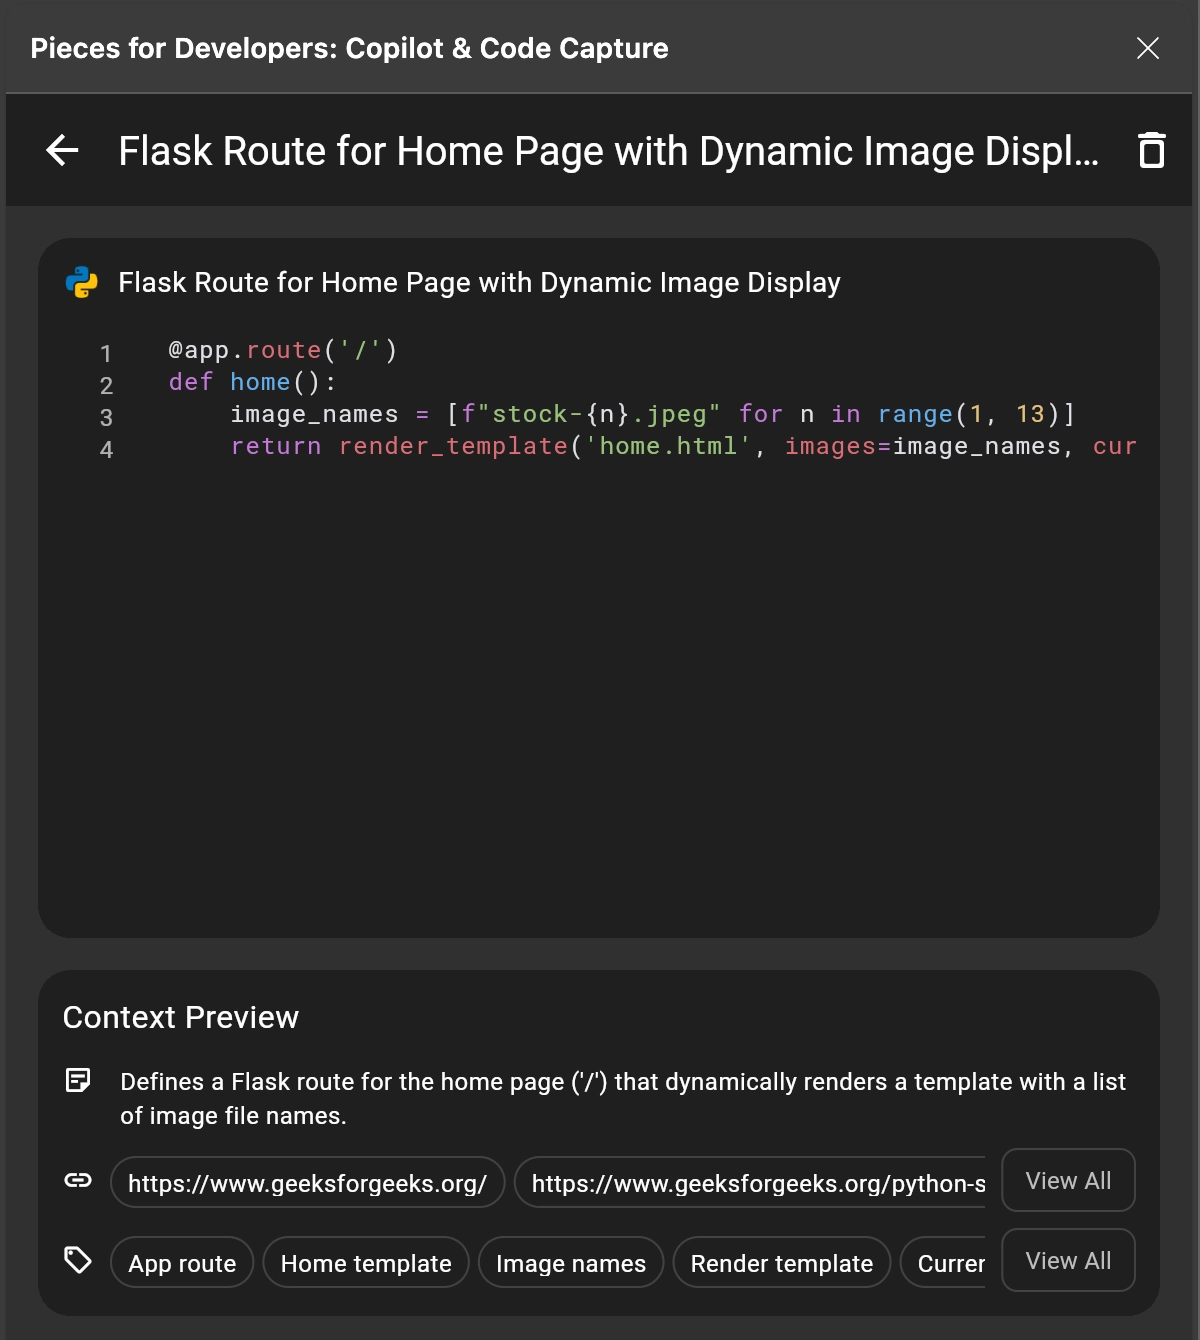 Pieces for Developers: Copilot & Code Capture
Flask Route for Home Page with Dynamic Image Displ...
Flask Route for Home Page with Dynamic Image Display
1 @app.route('/')
2 def home():
3     image_names = [f"stock-{n}.jpeg" for n in range(1, 13)]
4     return render_template('home.html', images=image_names, cur
Context Preview
Defines a Flask route for the home page ('/') that dynamically renders a template with a list
of image file names.
https://www.geeksforgeeks.org/ https://www.geeksforgeeks.org/python-s View All
App route Home template Image names Render template Currer View All